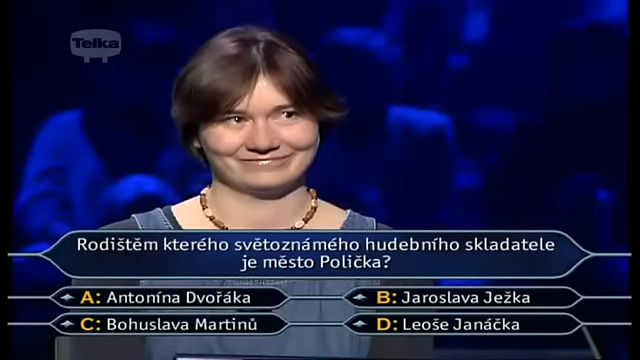 Telka
Rodištěm kterého světoznámého hudebního skladatele
je město Polička?
A: Antonína Dvořáka
B: Jaroslava Ježka
C: Bohuslava Martinů
D: Leoše Janáčka